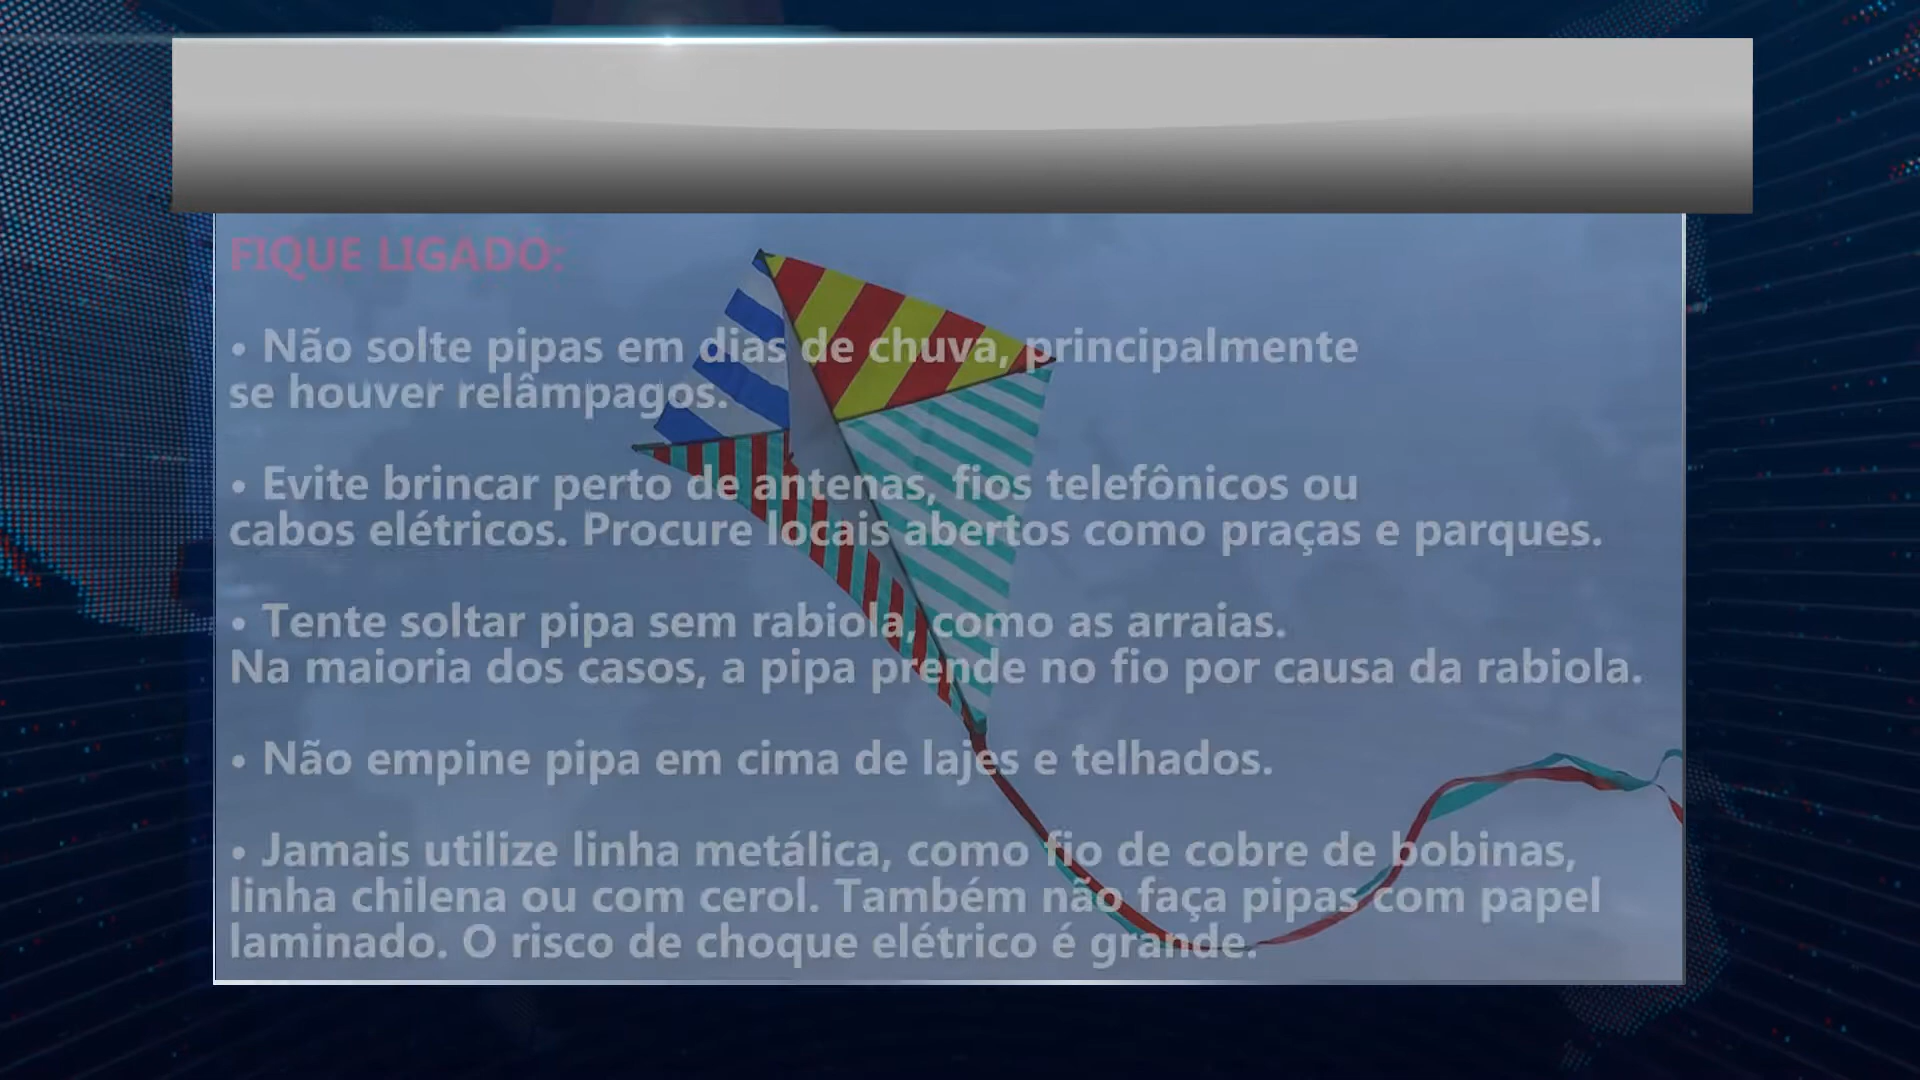 FIQUE LIGADO:
• Não solte pipas em dias de chuva, principalmente
se houver relâmpagos.
• Evite brincar perto de antenas, fios telefônicos ou
cabos elétricos. Procure locais abertos como praças e parques.
• Tente soltar pipa sem rabiola, como as arraias.
Na maioria dos casos, a pipa prende no fio por causa da rabiola.
• Não empine pipa em cima de lajes e telhados.
• Jamais utilize linha metálica, como fio de cobre de bobinas,
linha chilena ou com cerol. Também não faça pipas com papel
laminado. O risco de choque elétrico é grande.